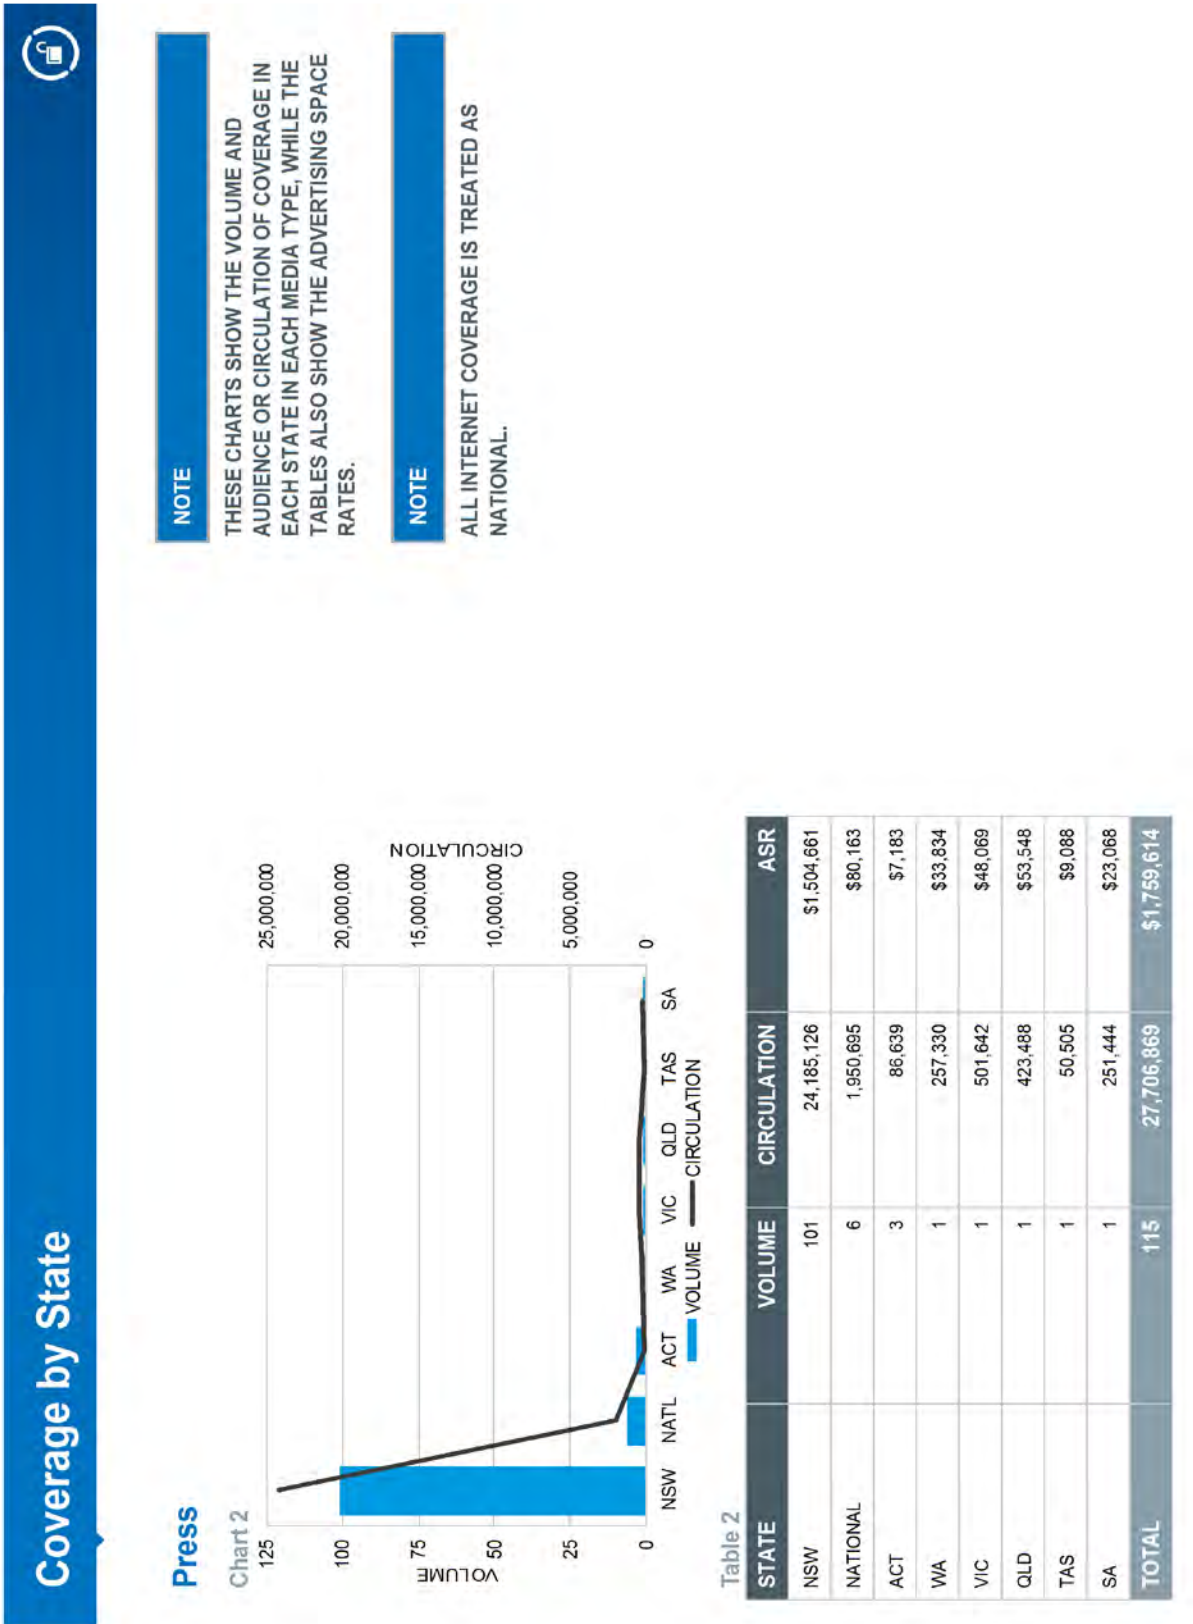 Coverage by State
Press
Chart 2
125
100
75
50
25
0
VOLUME
25,000,000
20,000,000
15,000,000
10,000,000
5,000,000
0
CIRCULATION
NSW NAT'L ACT WA VIC QLD TAS SA
VOLUME CIRCULATION
Table 2
STATE VOLUME CIRCULATION ASR
NSW 101 24,185,126 $1,504,661
NATIONAL 6 1,950,695 $80,163
ACT 3 86,639 $7,183
WA 1 257,330 $33,834
VIC 1 501,642 $48,069
QLD 1 423,488 $53,548
TAS 1 50,505 $9,088
SA 1 251,444 $23,068
TOTAL 115 27,706,869 $1,759,614
NOTE
THESE CHARTS SHOW THE VOLUME AND
AUDIENCE OR CIRCULATION OF COVERAGE IN
EACH STATE IN EACH MEDIA TYPE, WHILE THE
TABLES ALSO SHOW THE ADVERTISING SPACE
RATES.
NOTE
ALL INTERNET COVERAGE IS TREATED AS
NATIONAL.